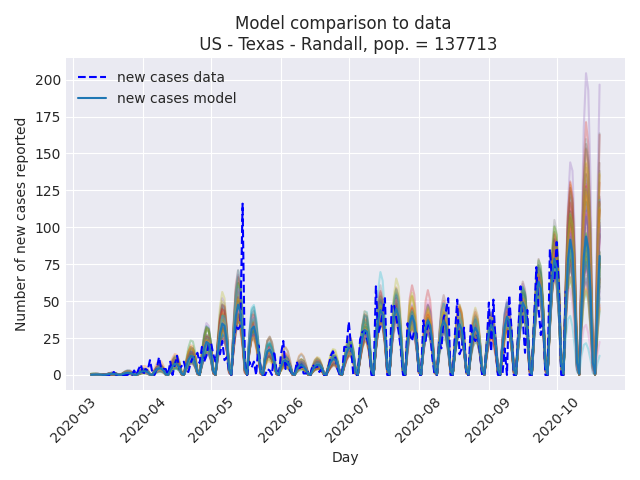 Model comparison to data
US - Texas - Randall, pop. = 137713
new cases data
new cases model
Number of new cases reported
200
175
150
125
100
75
50
25
0
2020-03
2020-04
2020-05
2020-06
2020-07
2020-08
2020-09
2020-10
Day